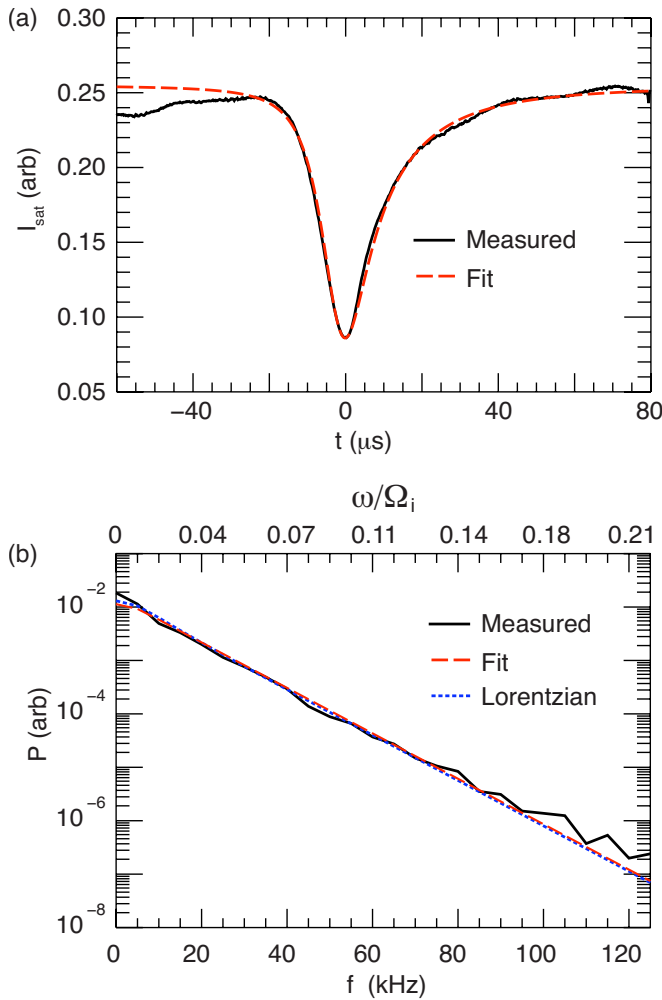 (a)
0.30
0.25
0.20
0.15
0.10
0.05
I_sat (arb)
Measured
Fit
−40 0 40 80
t (μs)
ω/Ω_i
0 0.04 0.07 0.11 0.14 0.18 0.21
(b)
10^−2
10^−4
10^−6
10^−8
P (arb)
Measured
Fit
Lorentzian
0 20 40 60 80 100 120
f (kHz)